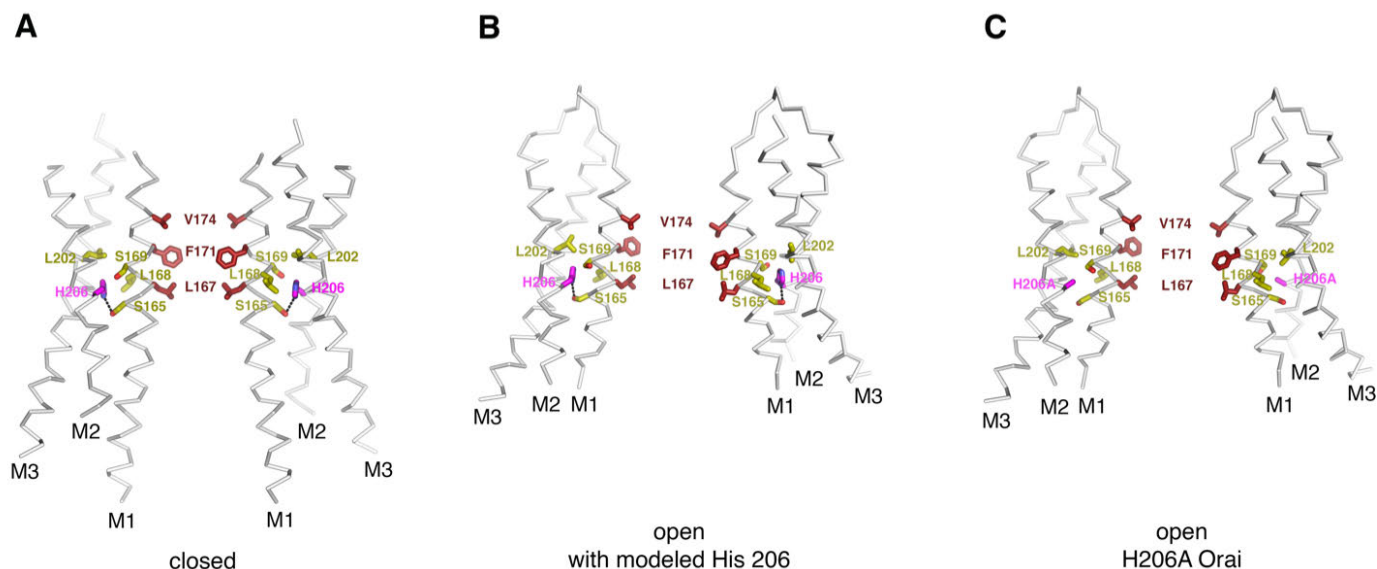 A
V174
L202
S169
F171
S169
L202
L168
L168
H206
L167
H206
S165
S165
M2
M2
M3
M3
M1
M1
closed
B
V174
L202
S169
F171
S169
L202
L168
L168
H206
H206
L167
S165
S165
M2
M3
M2
M1
M1
M3
open
with modeled His 206
C
V174
L202
S169
F171
S169
L202
L168
L168
H206A
H206A
L167
S165
S165
M2
M3
M2
M1
M1
M3
open
H206A Orai